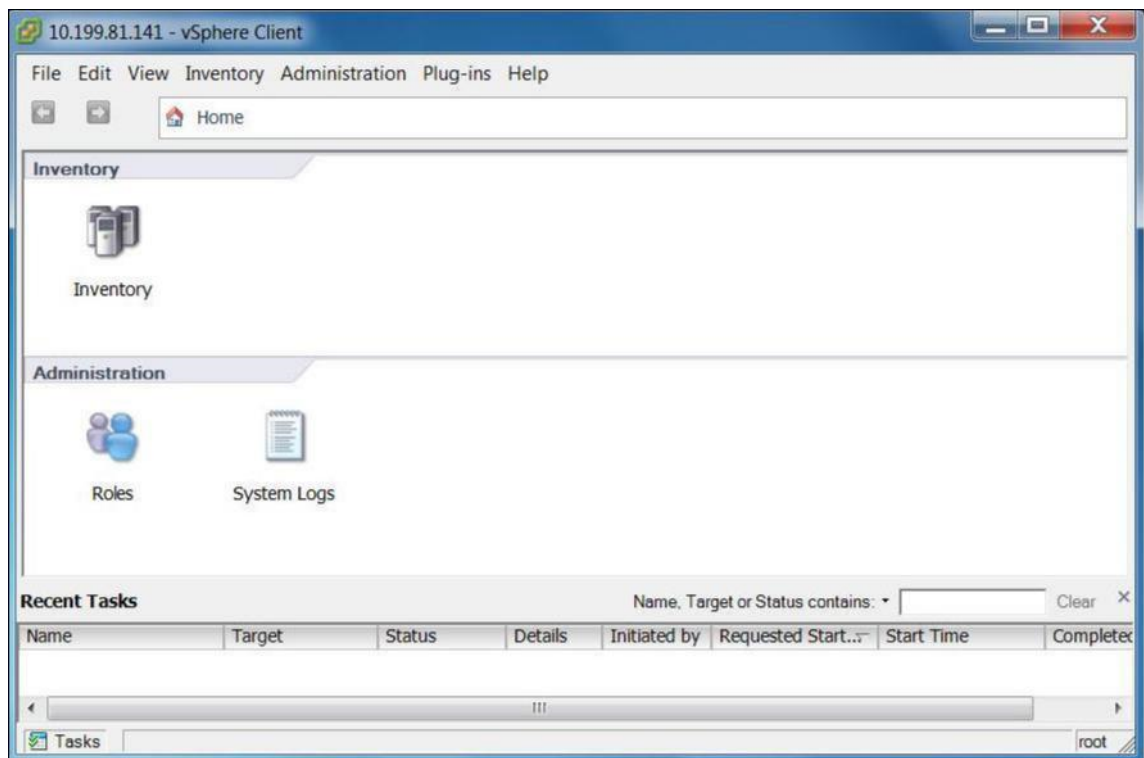 10.199.81.141 - vSphere Client
File Edit View Inventory Administration Plug-ins Help
Home
Inventory
Inventory
Administration
Roles System Logs
Recent Tasks Name, Target or Status contains: Clear
Name Target Status Details Initiated by Requested Start... Start Time Completed
Tasks root